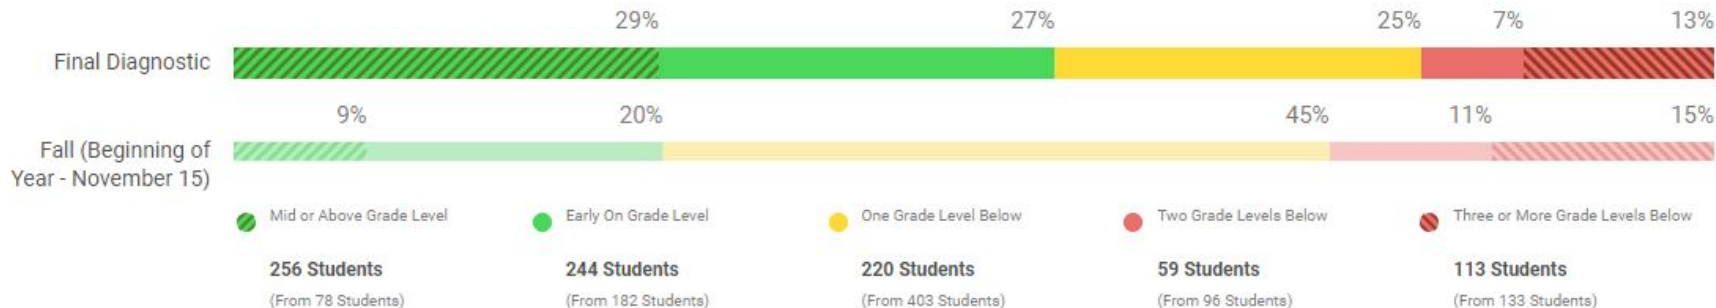 29% 27% 25% 7% 13%
Final Diagnostic
9% 20% 45% 11% 15%
Fall (Beginning of
Year - November 15)
Mid or Above Grade Level Early On Grade Level One Grade Level Below Two Grade Levels Below Three or More Grade Levels Below
256 Students 244 Students 220 Students 59 Students 113 Students
(From 78 Students) (From 182 Students) (From 403 Students) (From 96 Students) (From 133 Students)